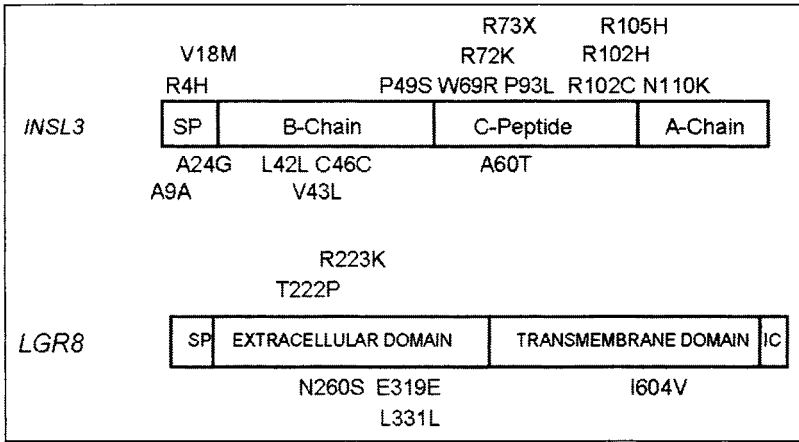 R73X R105H
V18M R72K R102H
R4H P49S W69R P93L R102C N110K
INSL3 SP B-Chain C-Peptide A-Chain
A24G L42L C46C A60T
A9A V43L
R223K
T222P
LGR8 SP EXTRACELLULAR DOMAIN TRANSMEMBRANE DOMAIN IC
N260S E319E I604V
L331L